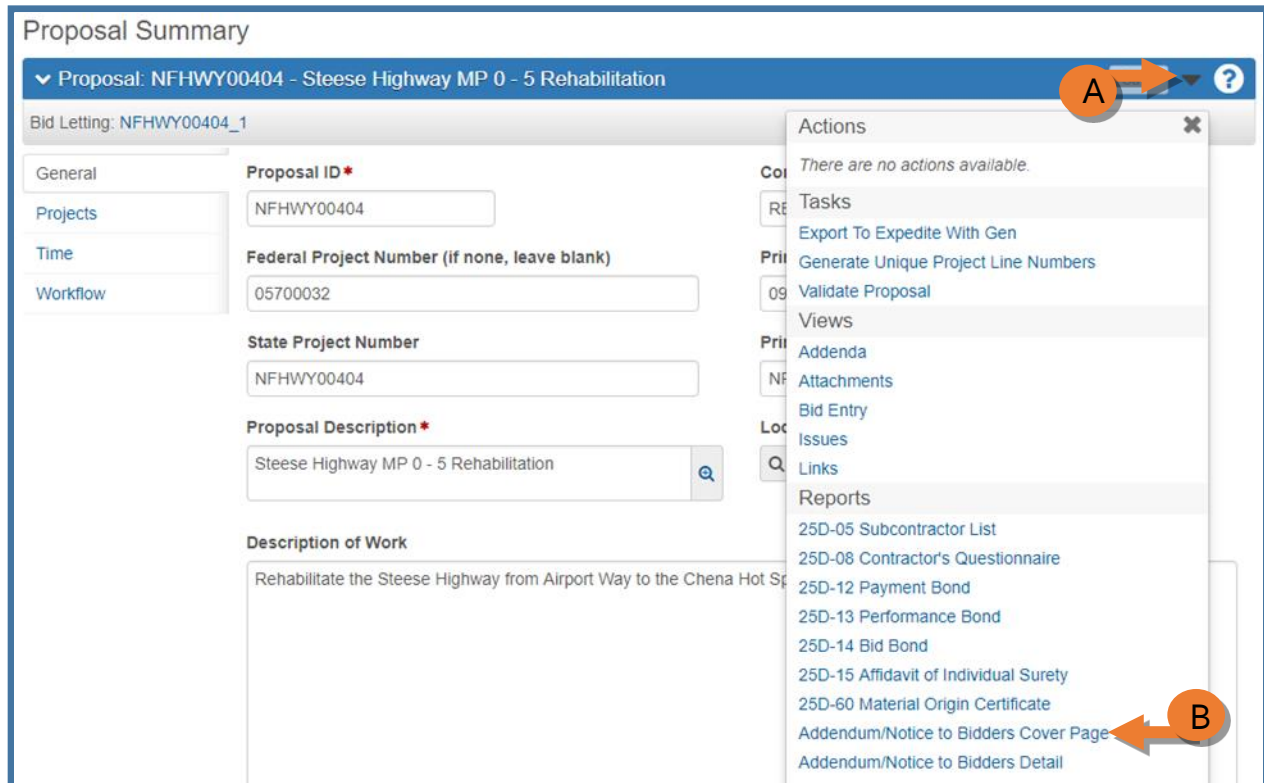 Proposal Summary
Proposal: NFHWY00404 - Steese Highway MP 0 - 5 Rehabilitation
A
?
Bid Letting: NFHWY00404_1
General
Projects
Time
Workflow
Proposal ID*
NFHWY00404
Federal Project Number (if none, leave blank)
05700032
State Project Number
NFHWY00404
Proposal Description*
Steese Highway MP 0 - 5 Rehabilitation
Description of Work
Rehabilitate the Steese Highway from Airport Way to the Chena Hot Sp
Actions
There are no actions available.
Tasks
Export To Expedite With Gen
Generate Unique Project Line Numbers
Validate Proposal
Views
Addenda
Attachments
Bid Entry
Issues
Links
Reports
25D-05 Subcontractor List
25D-08 Contractor's Questionnaire
25D-12 Payment Bond
25D-13 Performance Bond
25D-14 Bid Bond
25D-15 Affidavit of Individual Surety
25D-60 Material Origin Certificate
Addendum/Notice to Bidders Cover Page
B
Addendum/Notice to Bidders Detail